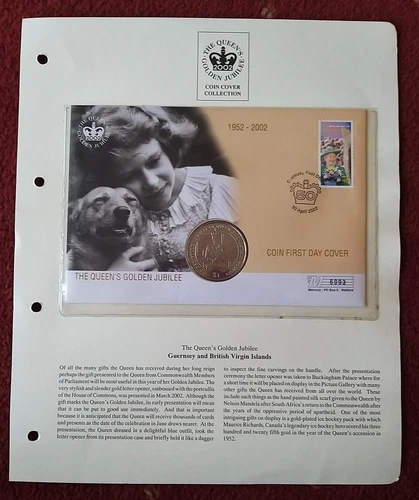 THE QUEEN'S
2002
GOLDEN JUBILEE
COIN COVER
COLLECTION
THE QUEEN'S
2002
GOLDEN JUBILEE
1952 - 2002
30 April 2002
£1
COIN FIRST DAY COVER
THE QUEEN'S GOLDEN JUBILEE
The Queen's Golden Jubilee
Guernsey and British Virgin Islands
Of all the many gifts the Queen has received during her long reign
perhaps the gift presented to the Queen from Commonwealth Members
of Parliament will be most useful in this year of her Golden Jubilee. The
very stylish and slender gold letter opener, embossed with the portcullis
of the House of Commons, was presented in March 2002. Although the
gift marks the Queen's Golden Jubilee, its early presentation will mean
that it can be put to good use immediately. And that is important
because it is anticipated that the Queen will receive thousands of cards
and presents as the date of the celebration in June draws nearer. At the
presentation, the Queen dressed in a delightful blue outfit, took the
letter opener from its presentation case and briefly held it like a dagger
to inspect the fine carvings on the handle. After the presentation
ceremony the letter opener was taken to Buckingham Palace where for
a short time it will be placed on display in the Picture Gallery with many
other gifts the Queen has received from all over the world. These
include such items as the hand painted silk scarf given to the Queen by
Nelson Mandela after South Africa's return to the Commonwealth after
the years of the oppressive period of apartheid. One of the most
intriguing gifts on display is a gold-plated ice hockey puck with which
Maurice Richards, Canada's legendary ice hockey hero scored his three
hundred and twenty fifth goal in the year of the Queen's accession in
1952.